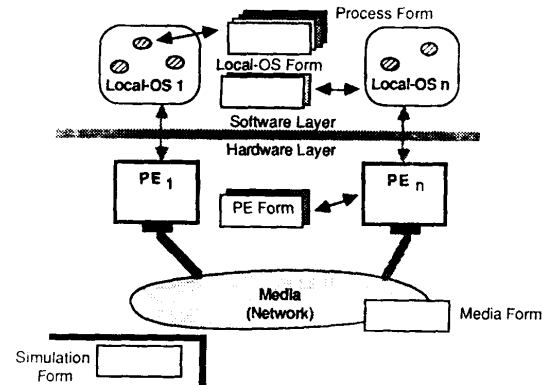 Process Form
Local-OS 1
Local-OS Form
Local-OS n
Software Layer
Hardware Layer
PE 1
PE n
PE Form
Media
(Network)
Media Form
Simulation
Form